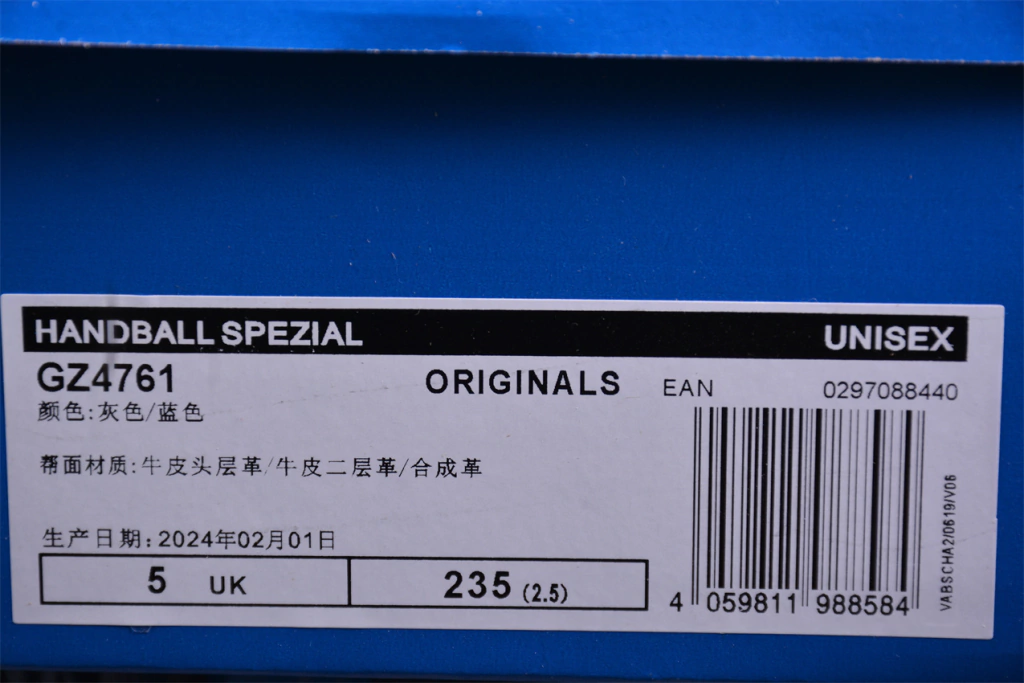 HANDBALL SPEZIAL UNISEX
GZ4761 ORIGINALS EAN 0297088440
颜色:灰色/蓝色
帮面材质:牛皮头层革/牛皮二层革/合成革
生产日期:2024年02月01日
5 UK 235 (2.5)
4 059811 988584
VABSCHA2/0619/V06